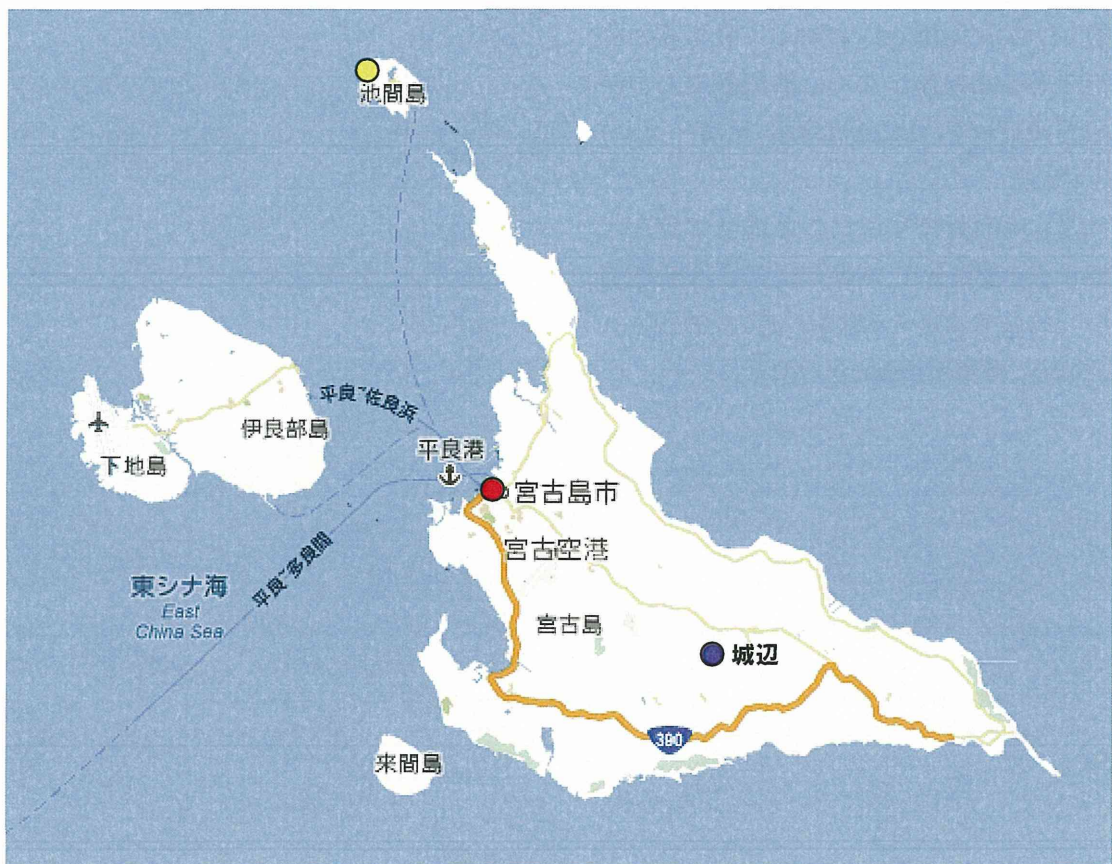 池間島
平良~佐良浜
伊良部島
下地島
平良港
宮古島市
宮古空港
平良~多良間
東シナ海
East
China Sea
宮古島
城辺
390
来間島